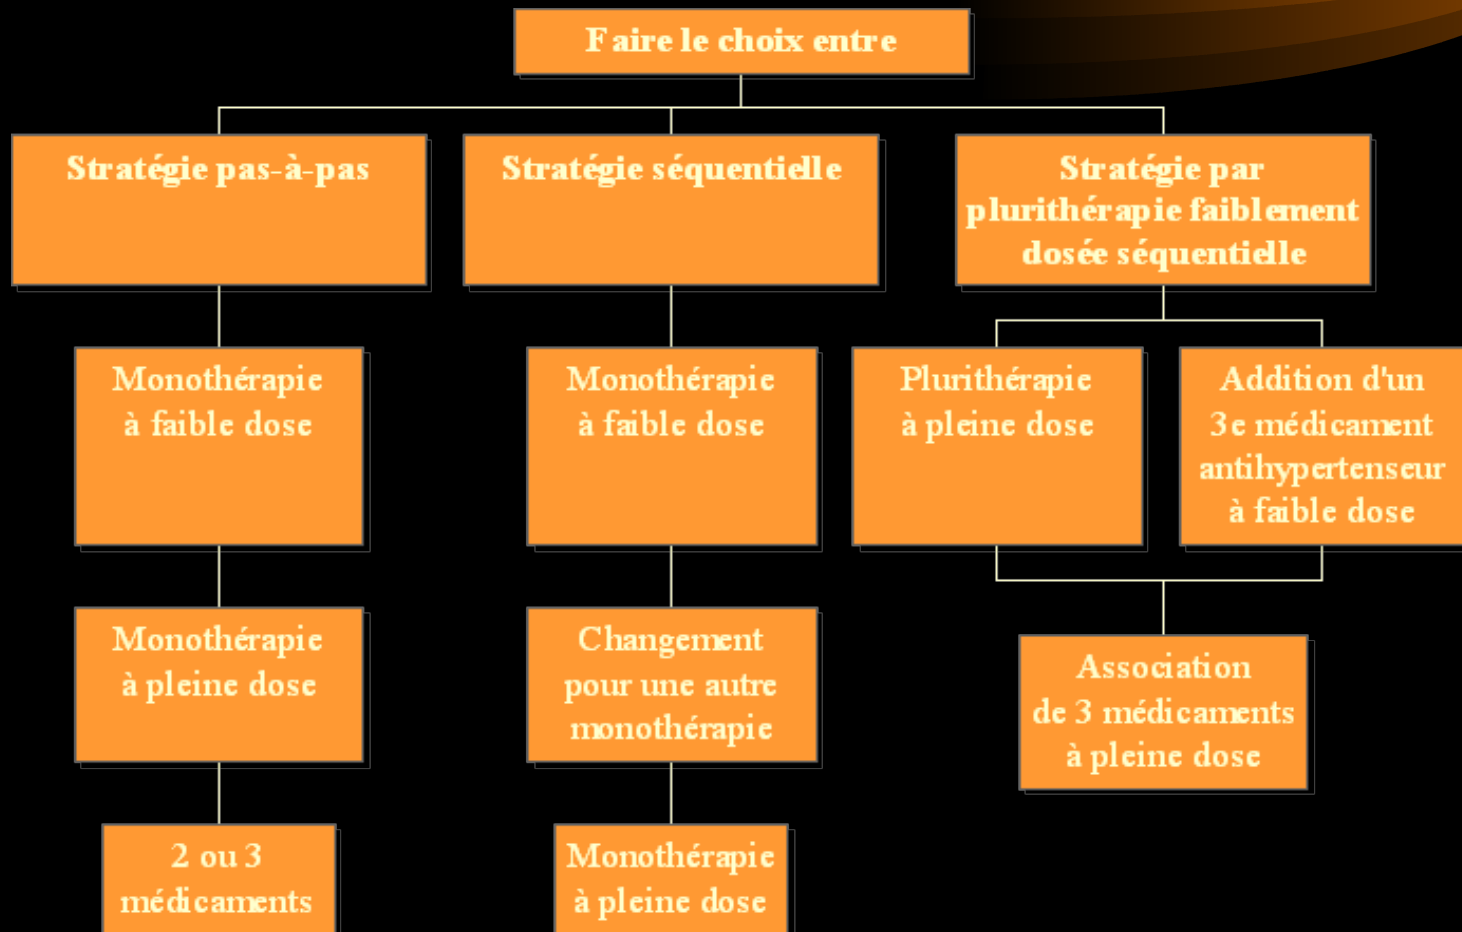 Faire le choix entre
Stratégie pas-à-pas
Stratégie séquentielle
Stratégie par
plurithérapie faiblement
dosée séquentielle
Monothérapie
à faible dose
Monothérapie
à faible dose
Plurithérapie
à pleine dose
Addition d'un
3e médicament
antihypertenseur
à faible dose
Monothérapie
à pleine dose
Changement
pour une autre
monothérapie
Association
de 3 médicaments
à pleine dose
2 ou 3
médicaments
Monothérapie
à pleine dose